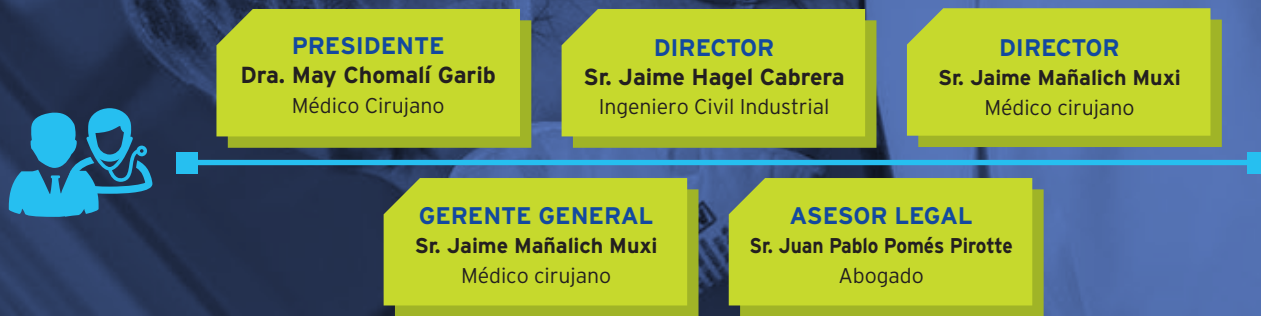 PRESIDENTE
Dra. May Chomalí Garib
Médico Cirujano
DIRECTOR
Sr. Jaime Hagel Cabrera
Ingeniero Civil Industrial
DIRECTOR
Sr. Jaime Mañalich Muxi
Médico cirujano
GERENTE GENERAL
Sr. Jaime Mañalich Muxi
Médico cirujano
ASESOR LEGAL
Sr. Juan Pablo Pomés Pirotte
Abogado